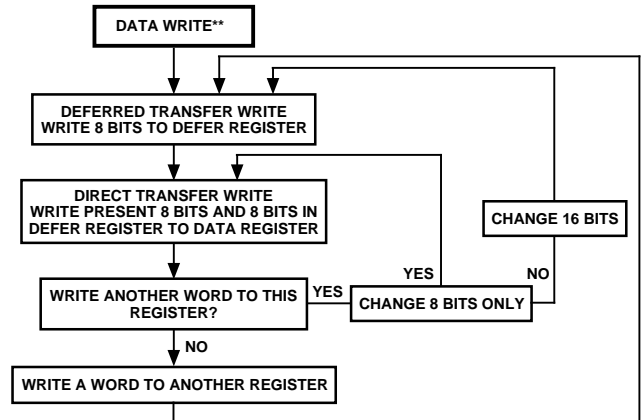 DATA WRITE**
DEFERRED TRANSFER WRITE
WRITE 8 BITS TO DEFER REGISTER
DIRECT TRANSFER WRITE
WRITE PRESENT 8 BITS AND 8 BITS IN
DEFER REGISTER TO DATA REGISTER
CHANGE 16 BITS
YES
NO
WRITE ANOTHER WORD TO THIS
REGISTER?
YES
CHANGE 8 BITS ONLY
NO
WRITE A WORD TO ANOTHER REGISTER